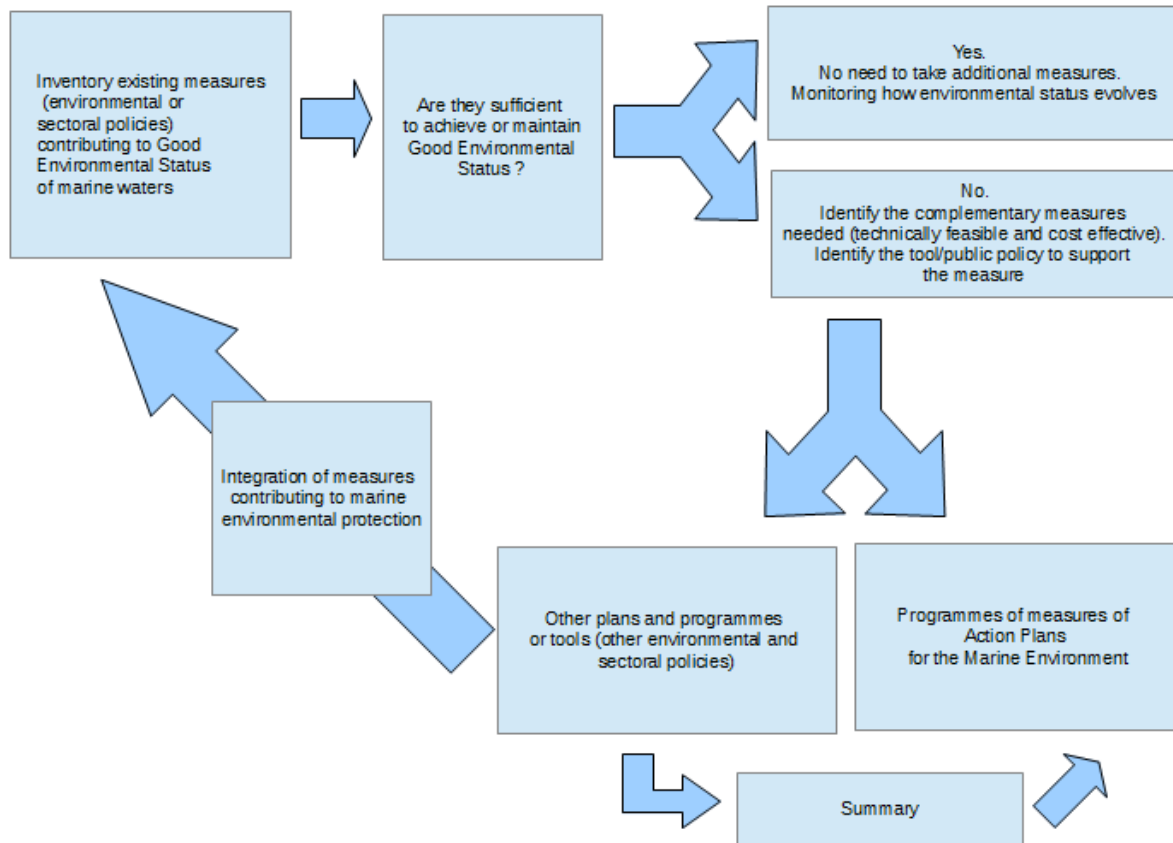 Inventory existing measures
(environmental or
sectoral policies)
contributing to Good
Environmental Status
of marine waters
Are they sufficient
to achieve or maintain
Good Environmental
Status ?
Yes.
No need to take additional measures.
Monitoring how environmental status evolves
No.
Identify the complementary measures
needed (technically feasible and cost effective).
Identify the tool/public policy to support
the measure
Integration of measures
contributing to marine
environmental protection
Other plans and programmes
or tools (other environmental and
sectoral policies)
Programmes of measures of
Action Plans
for the Marine Environment
Summary